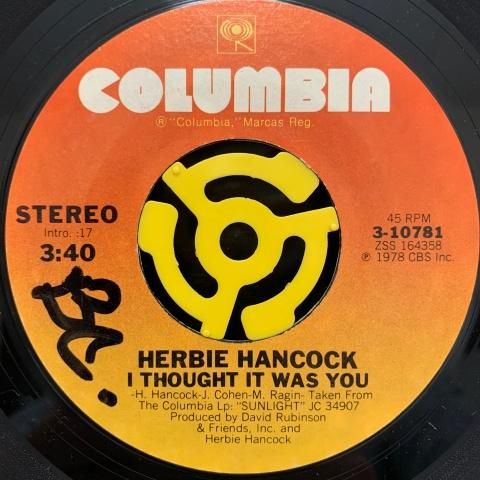 COLUMBIA
® "Columbia," Marcas Reg.
STEREO
Intro. :17
3:40
45 RPM
3-10781
ZSS 164358
℗ 1978 CBS Inc.
BC.
HERBIE HANCOCK
I THOUGHT IT WAS YOU
-H. Hancock-J. Cohen-M. Ragin- Taken From
The Columbia Lp: "SUNLIGHT" JC 34907
Produced by David Rubinson
& Friends, Inc. and
Herbie Hancock